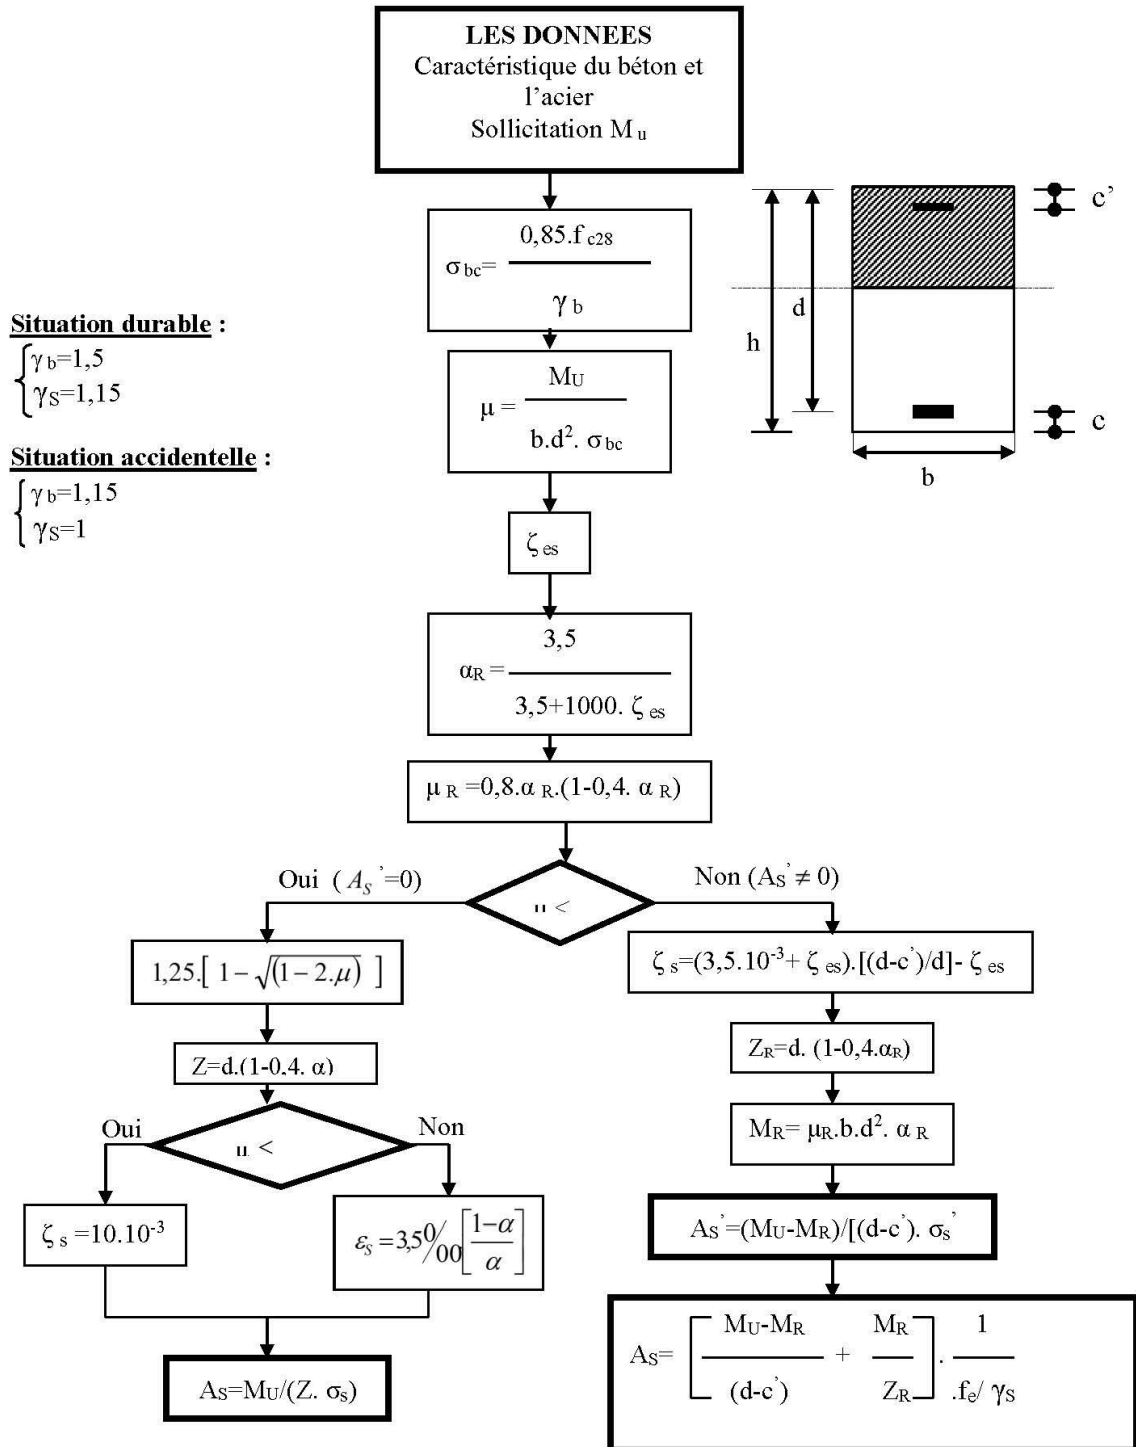 LES DONNEES
Caractéristique du béton et
l'acier
Sollicitation M u
σ bc= 0,85.f c28 / γ b
Situation durable :
γ b=1,5
γS=1,15
Situation accidentelle :
γ b=1,15
γS=1
c'
d
h
c
b
μ = MU / b.d². σ bc
ζ es
αR= 3,5 / 3,5+1000. ζ es
μ R =0,8.α R.(1-0,4. α R)
Oui ( A_S'=0)
Non (AS' ≠ 0)
<
1,25.[ 1-√(1-2.μ) ]
ζ s=(3,5.10⁻³+ ζ es).[(d-c')/d]- ζ es
Z=d.(1-0,4. α)
ZR=d. (1-0,4.αR)
Oui
<
Non
MR= μR.b.d². α R
ζ s =10.10⁻³
ε_S = 3,5‰ [ 1-α / α ]
AS'=(MU-MR)/[(d-c'). σs'
AS=MU/(Z. σs)
AS= [ MU-MR / (d-c') + MR / ZR ] . 1 / .fe/ γS